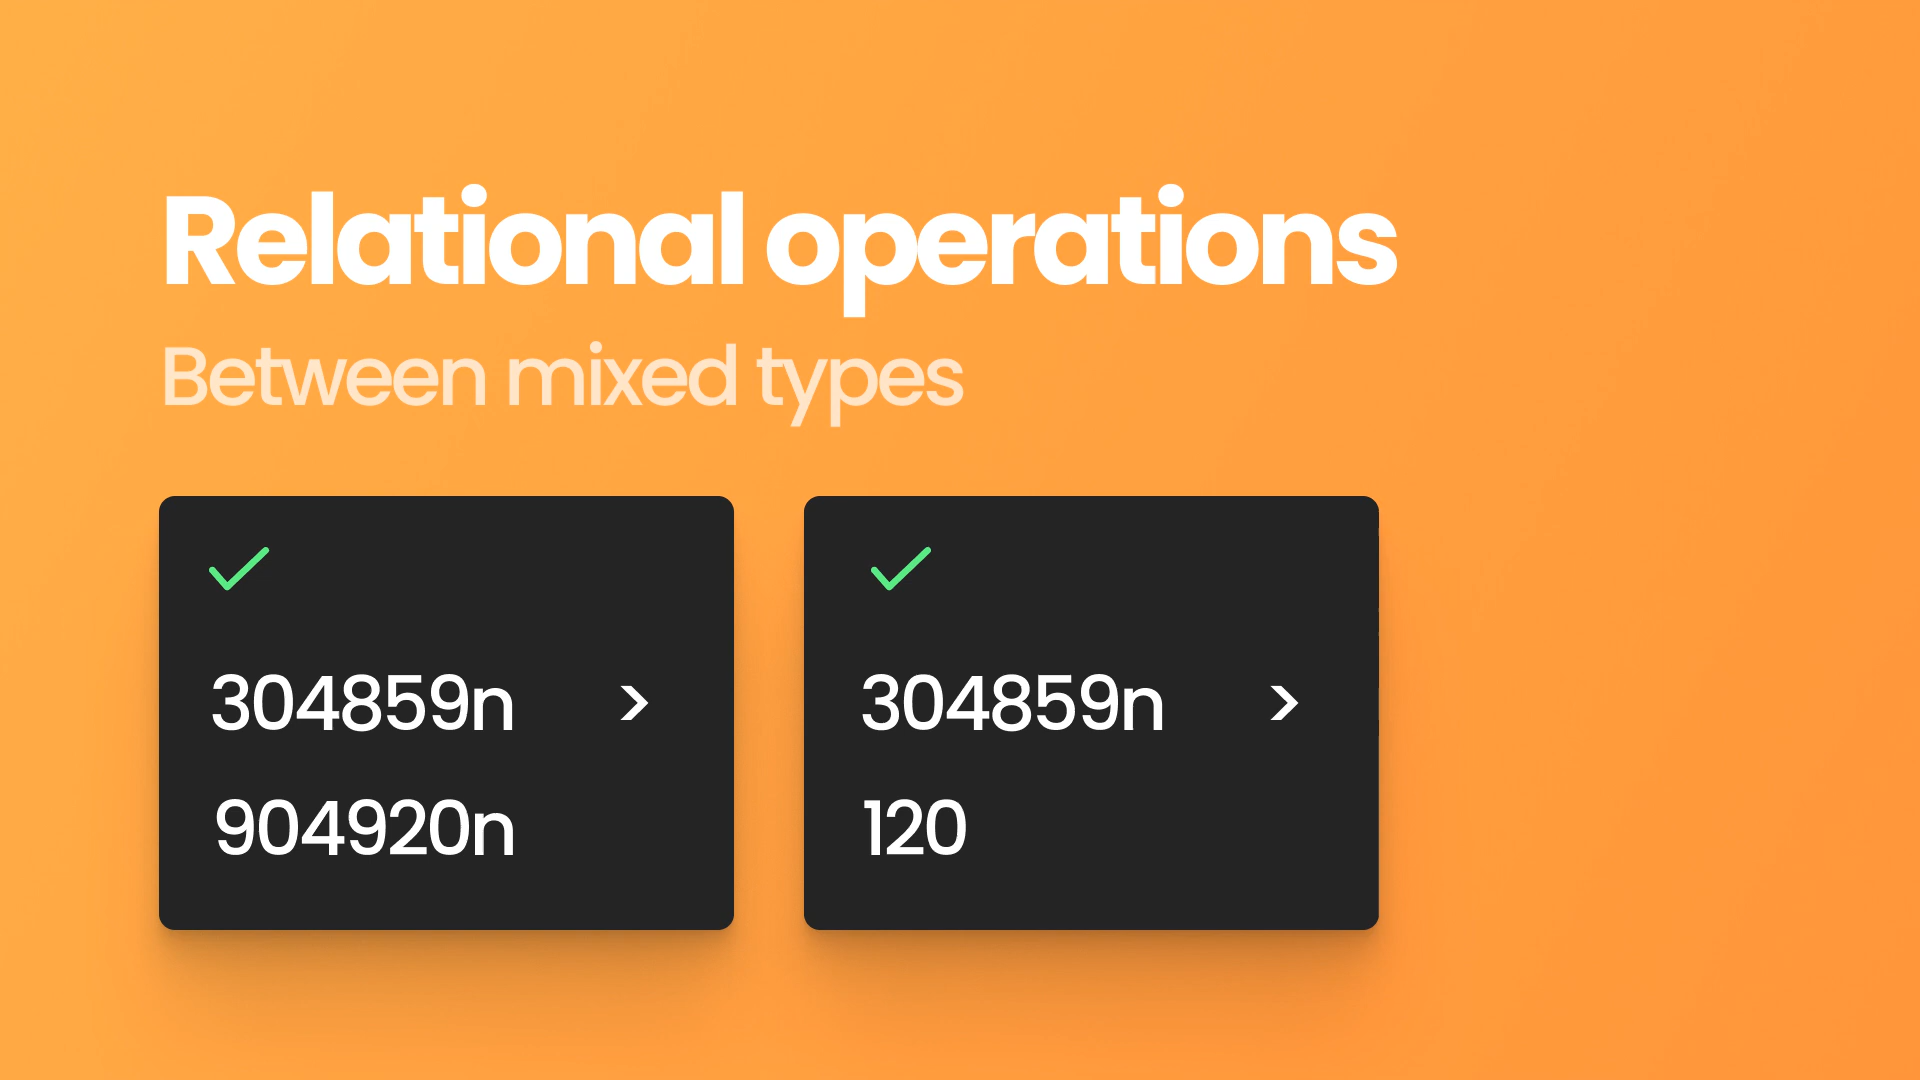 Relational operations
Between mixed types
304859n >
904920n
304859n >
120